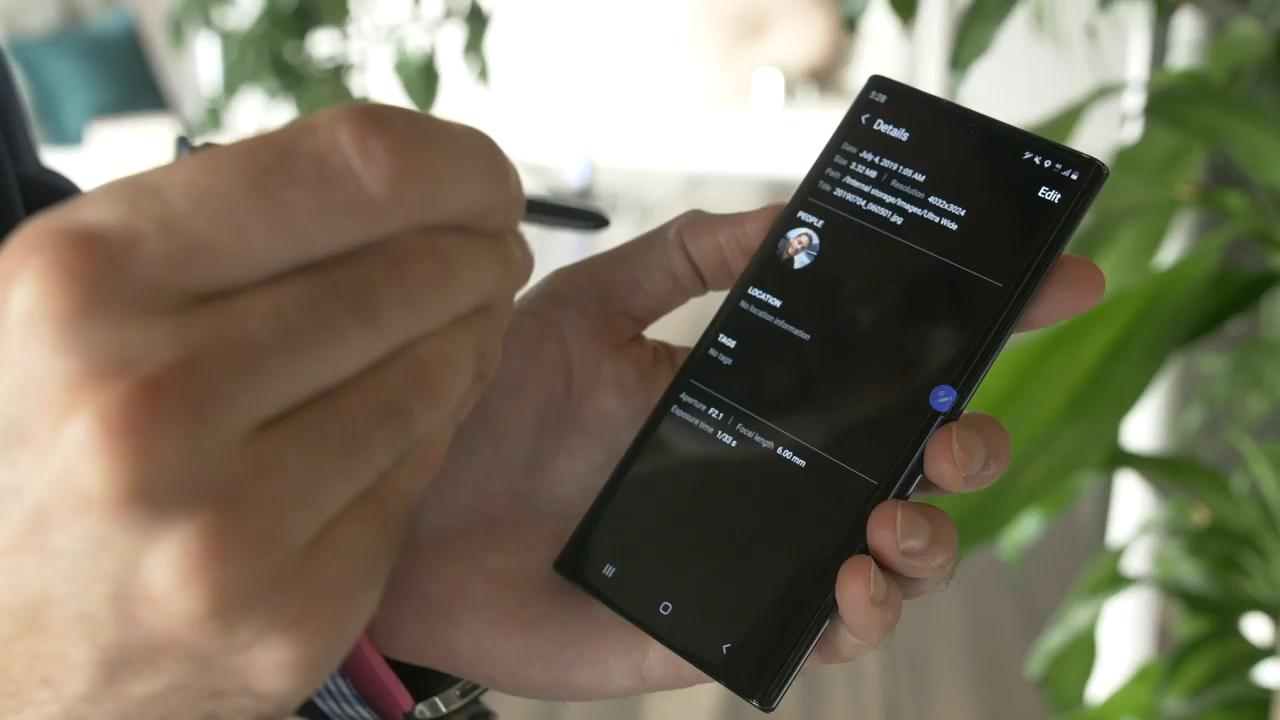 5:28
Details
Edit
Date July 4, 2019 1:05 AM
Size 3.32 MB | Resolution 4032x3024
Path /Internal storage/Images/Ultra Wide
Title 20190704_060501.jpg
PEOPLE
LOCATION
No location information
TAGS
No tags
Aperture F2.1 | Focal length 6.00 mm
Exposure time 1/33 s